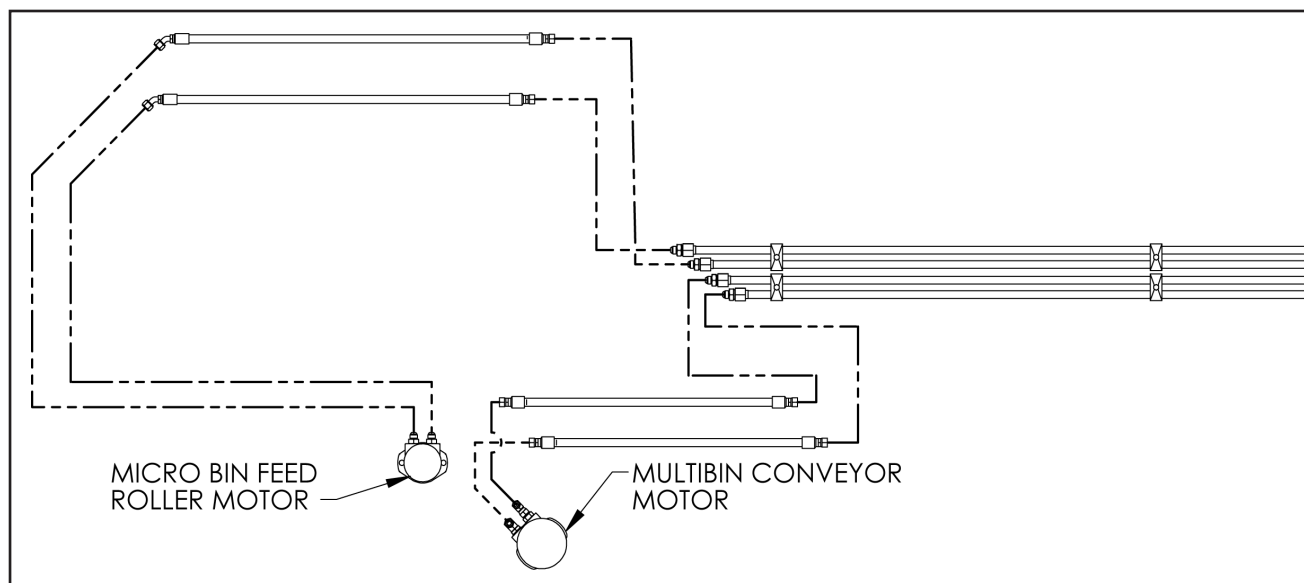 MICRO BIN FEED
ROLLER MOTOR
MULTIBIN CONVEYOR
MOTOR